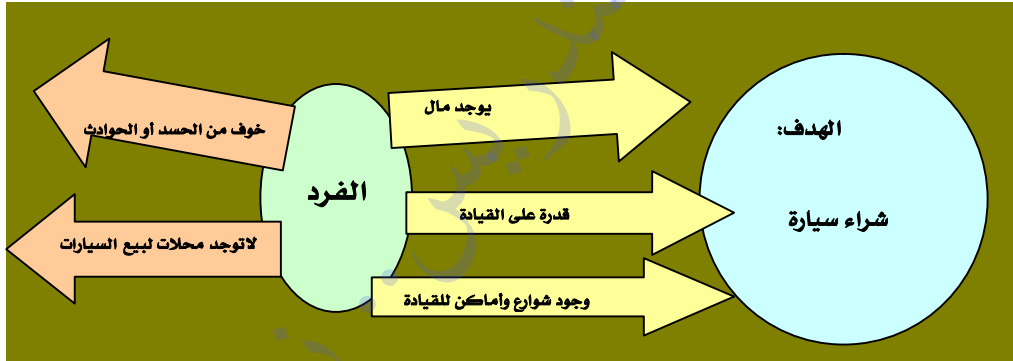 الهدف:
شراء سيارة
يوجد مال
قدرة على القيادة
وجود شوارع وأماكن للقيادة
الفرد
خوف من الحسد أو الحوادث
لاتوجد محلات لبيع السيارات